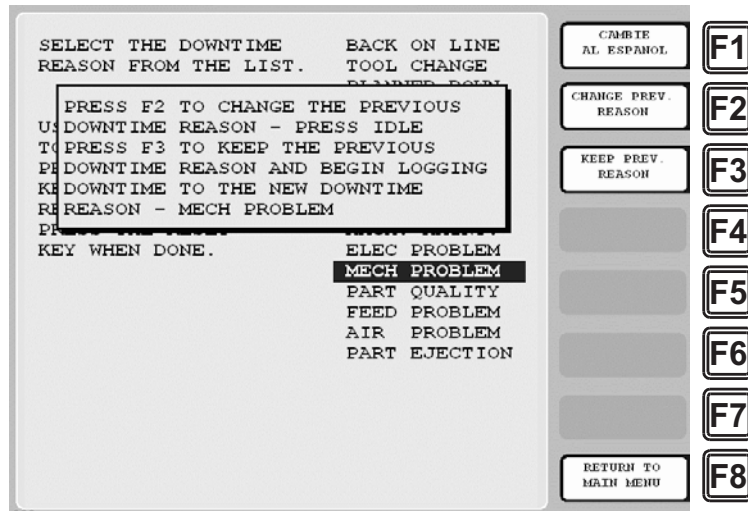 SELECT THE DOWNTIME
REASON FROM THE LIST.
BACK ON LINE
TOOL CHANGE
PRESS F2 TO CHANGE THE PREVIOUS
DOWNTIME REASON - PRESS IDLE
PRESS F3 TO KEEP THE PREVIOUS
DOWNTIME REASON AND BEGIN LOGGING
DOWNTIME TO THE NEW DOWNTIME
REASON - MECH PROBLEM
KEY WHEN DONE.
ELEC PROBLEM
MECH PROBLEM
PART QUALITY
FEED PROBLEM
AIR PROBLEM
PART EJECTION
CAMBIE
AL ESPANOL
F1
CHANGE PREV.
REASON
F2
KEEP PREV.
REASON
F3
F4
F5
F6
F7
RETURN TO
MAIN MENU
F8